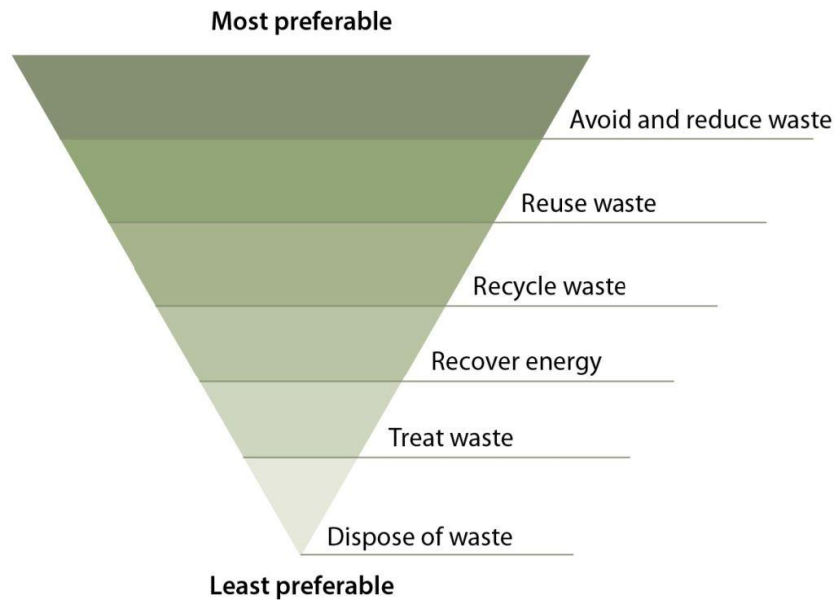 Most preferable
Avoid and reduce waste
Reuse waste
Recycle waste
Recover energy
Treat waste
Dispose of waste
Least preferable